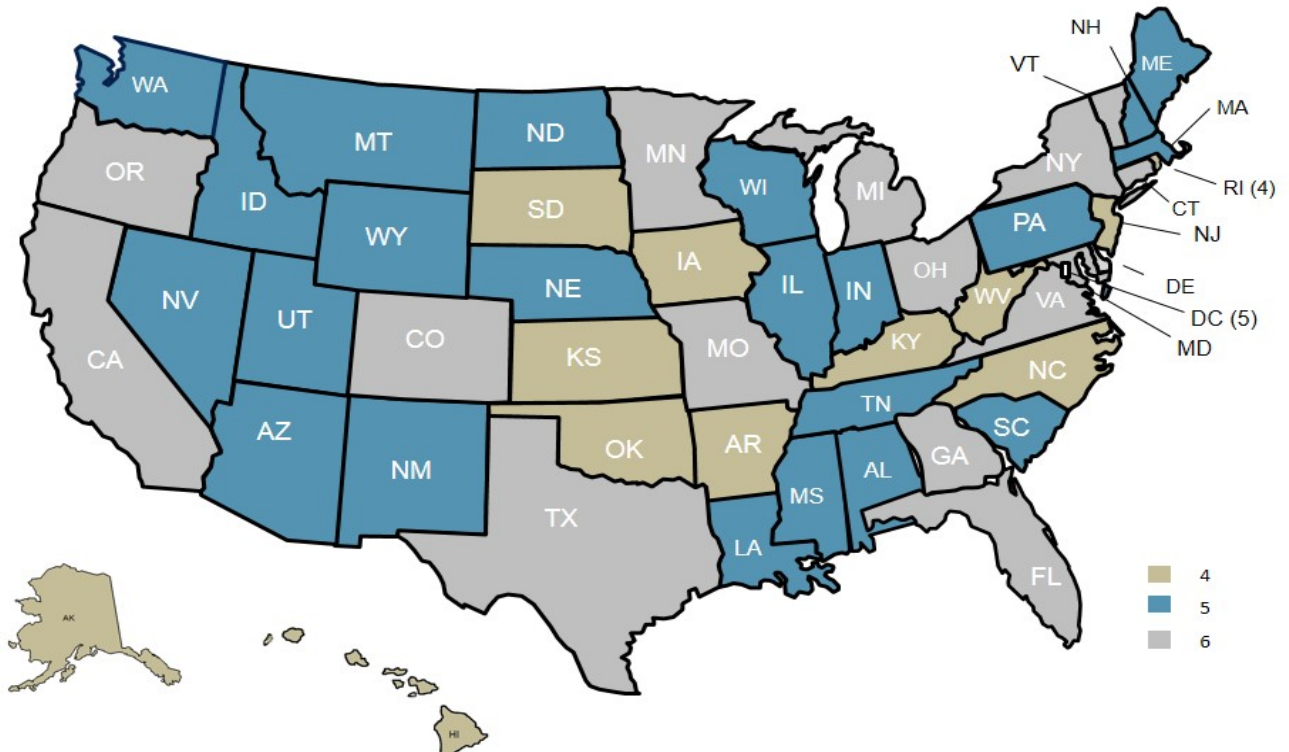 NH
ME
VT
WA
MA
MT
ND
MN
OR
NY
MI
WI
RI (4)
ID
SD
CT
PA
NJ
WY
IA
OH
DE
NE
IL
IN
WV
VA
NV
DC (5)
UT
CO
KY
MD
CA
KS
MO
NC
TN
AZ
SC
OK
AR
GA
NM
AL
MS
TX
LA
FL
4
5
AK
6
HI